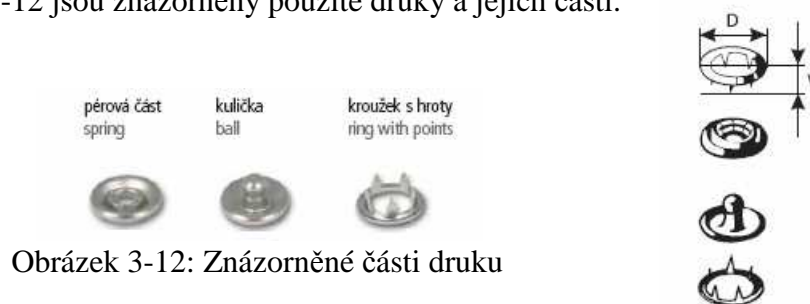 -12 jsou znázorněny použité druky a jejich části.
D
pérová část kulička kroužek s hroty
spring ball ring with points
Obrázek 3-12: Znázorněné části druku